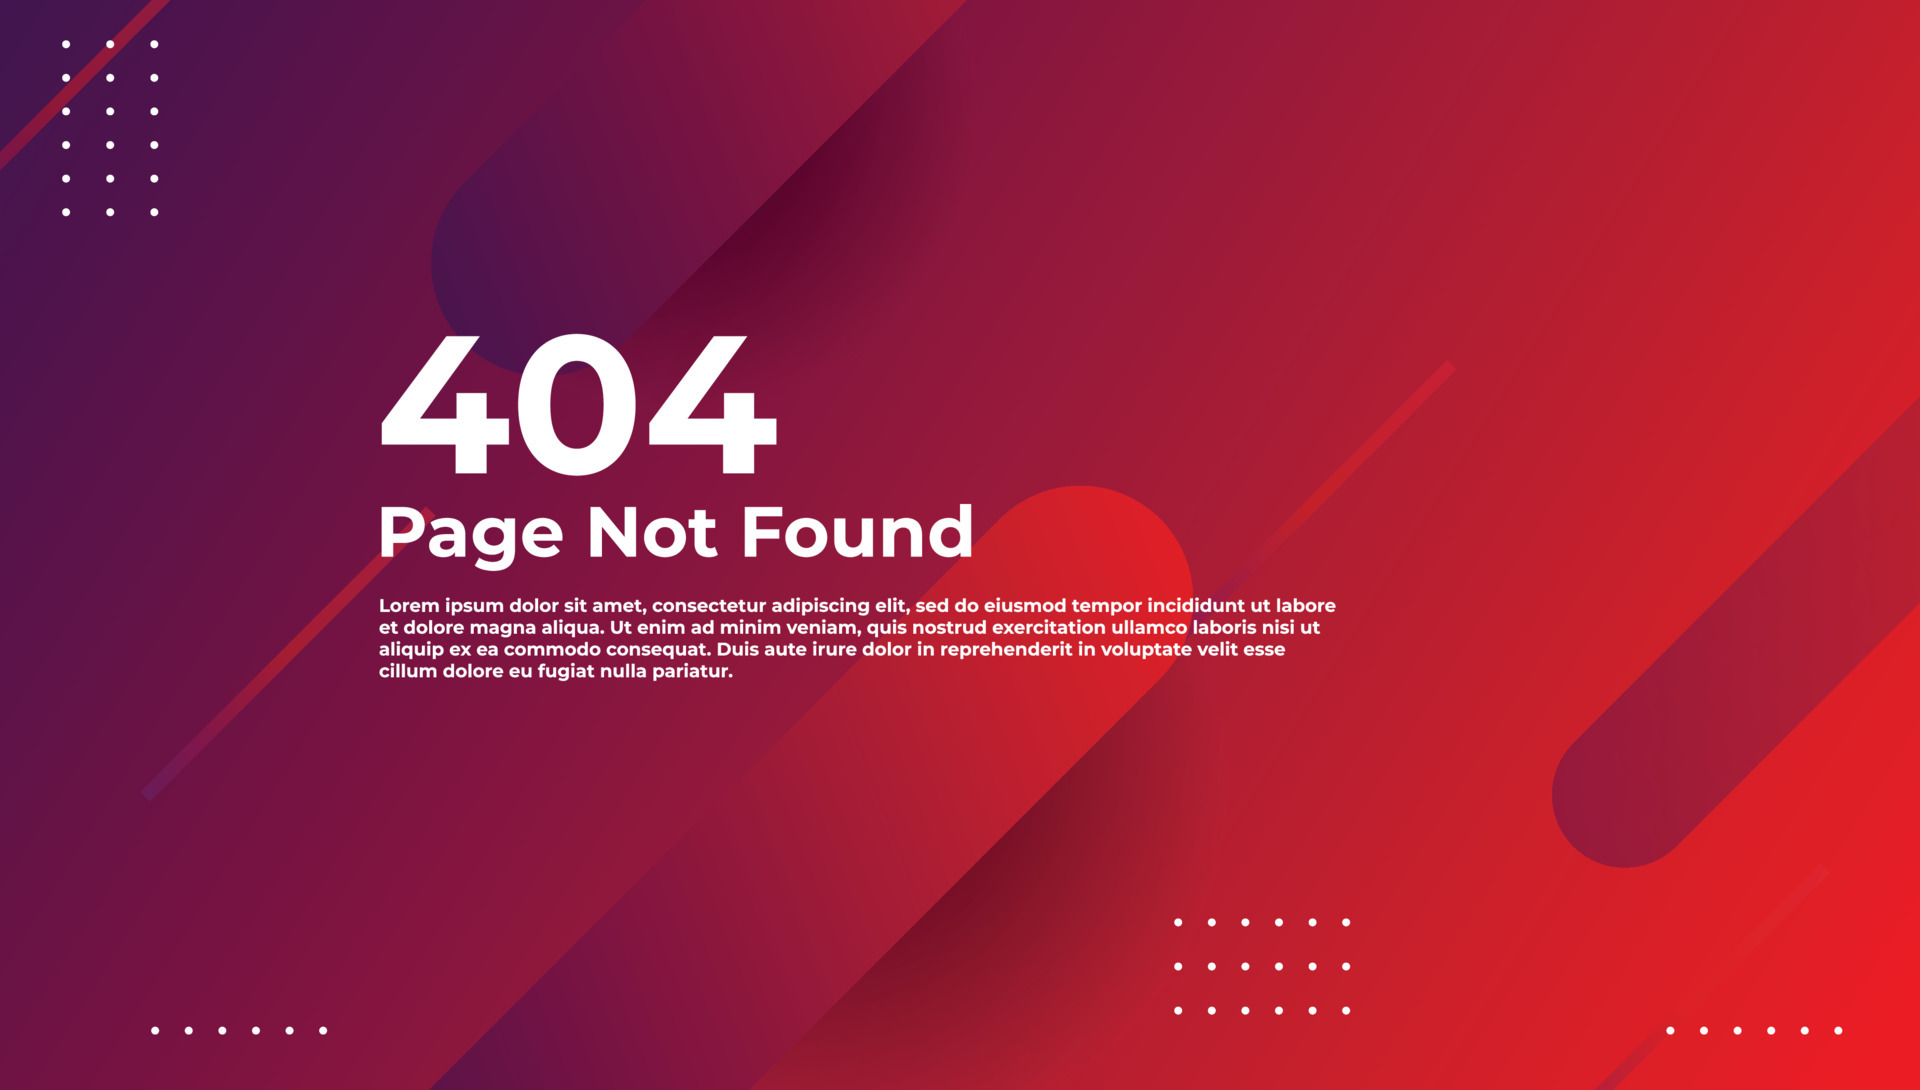 404
Page Not Found
Lorem ipsum dolor sit amet, consectetur adipiscing elit, sed do eiusmod tempor incididunt ut labore
et dolore magna aliqua. Ut enim ad minim veniam, quis nostrud exercitation ullamco laboris nisi ut
aliquip ex ea commodo consequat. Duis aute irure dolor in reprehenderit in voluptate velit esse
cillum dolore eu fugiat nulla pariatur.